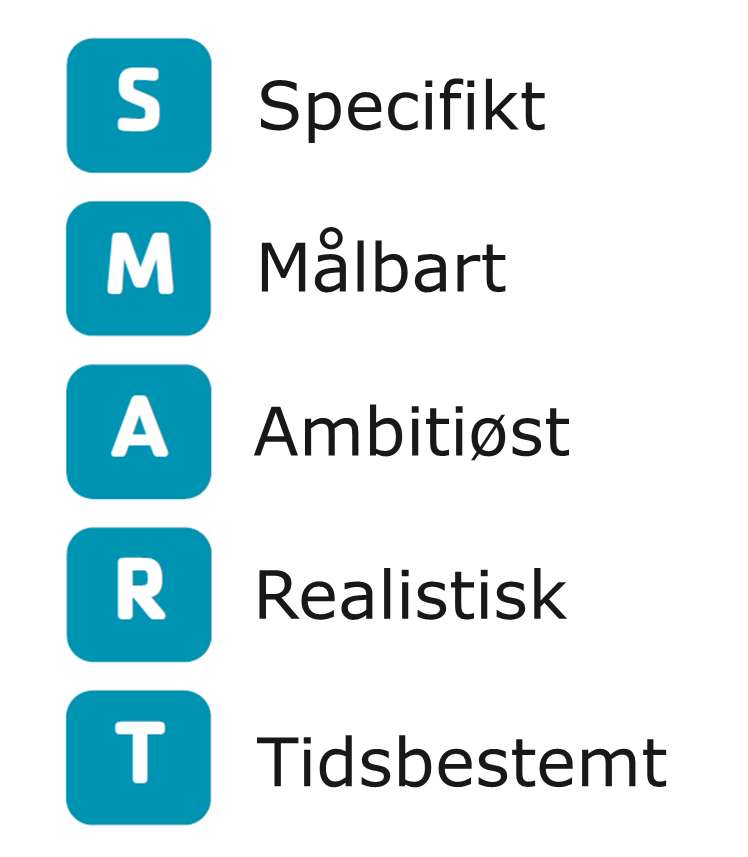 S Specifikt
M Målbart
A Ambitiøst
R Realistisk
T Tidsbestemt